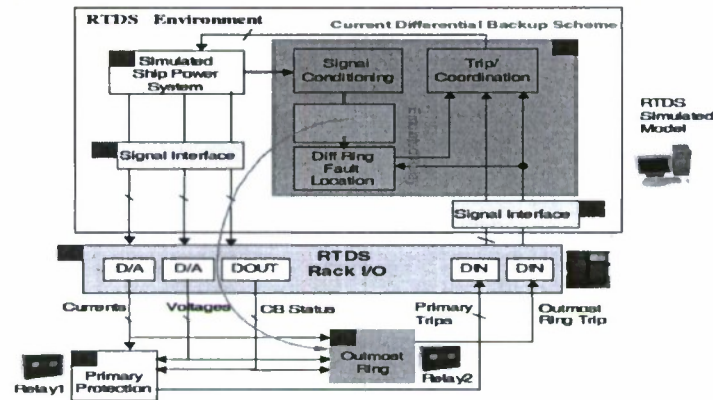 RTDS Environment
Current Differential Backup Scheme
Simulated
Ship Power
System
Signal
Conditioning
Trip/
Coordination
RTDS
Simulated
Model
Signal Interface
Diff Ring
Fault
Location
Signal Interface
RTDS
Rack I/O
D/A
D/A
DOUT
DIN
DIN
Currents
Voltages
CB Status
Primary
Trips
Outmost
Ring Trip
Relay1
Primary
Protection
Outmost
Ring
Relay2